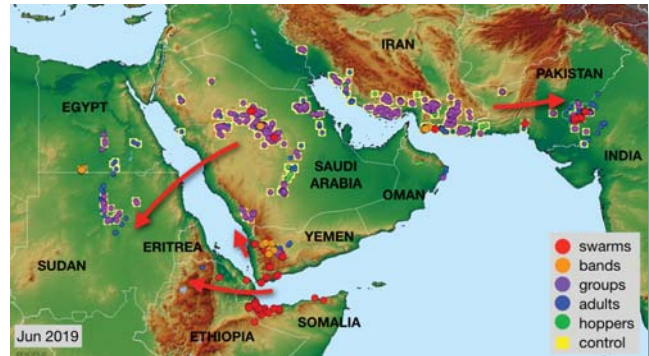 IRAN
PAKISTAN
EGYPT
INDIA
SAUDI
ARABIA
OMAN
YEMEN
ERITREA
SUDAN
ETHIOPIA
SOMALIA
swarms
bands
groups
adults
hoppers
control
Jun 2019